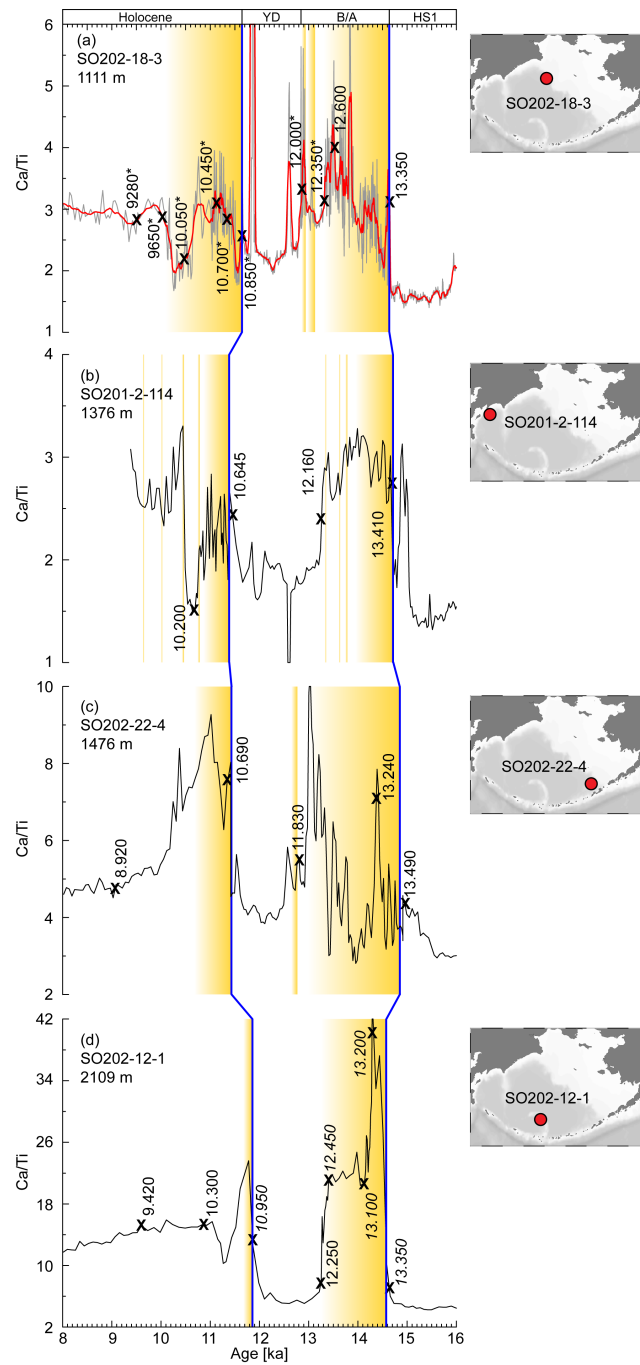 Holocene YD B/A HS1
6
5
4
3
2
1
Ca/Ti
(a)
SO202-18-3
1111 m
9280*
9650*
10.050*
10.450*
10.700*
10.850*
12.000*
12.350*
12.600
13.350
SO202-18-3
4
3
2
1
Ca/Ti
(b)
SO201-2-114
1376 m
10.200
10.645
12.160
13.410
SO201-2-114
10
8
6
4
2
Ca/Ti
(c)
SO202-22-4
1476 m
8.920
10.690
11.830
13.240
13.490
SO202-22-4
42
34
26
18
10
2
Ca/Ti
(d)
SO202-12-1
2109 m
9.420
10.300
10.950
12.250
12.450
13.100
13.200
13.350
SO202-12-1
8 9 10 11 12 13 14 15 16
Age [ka]